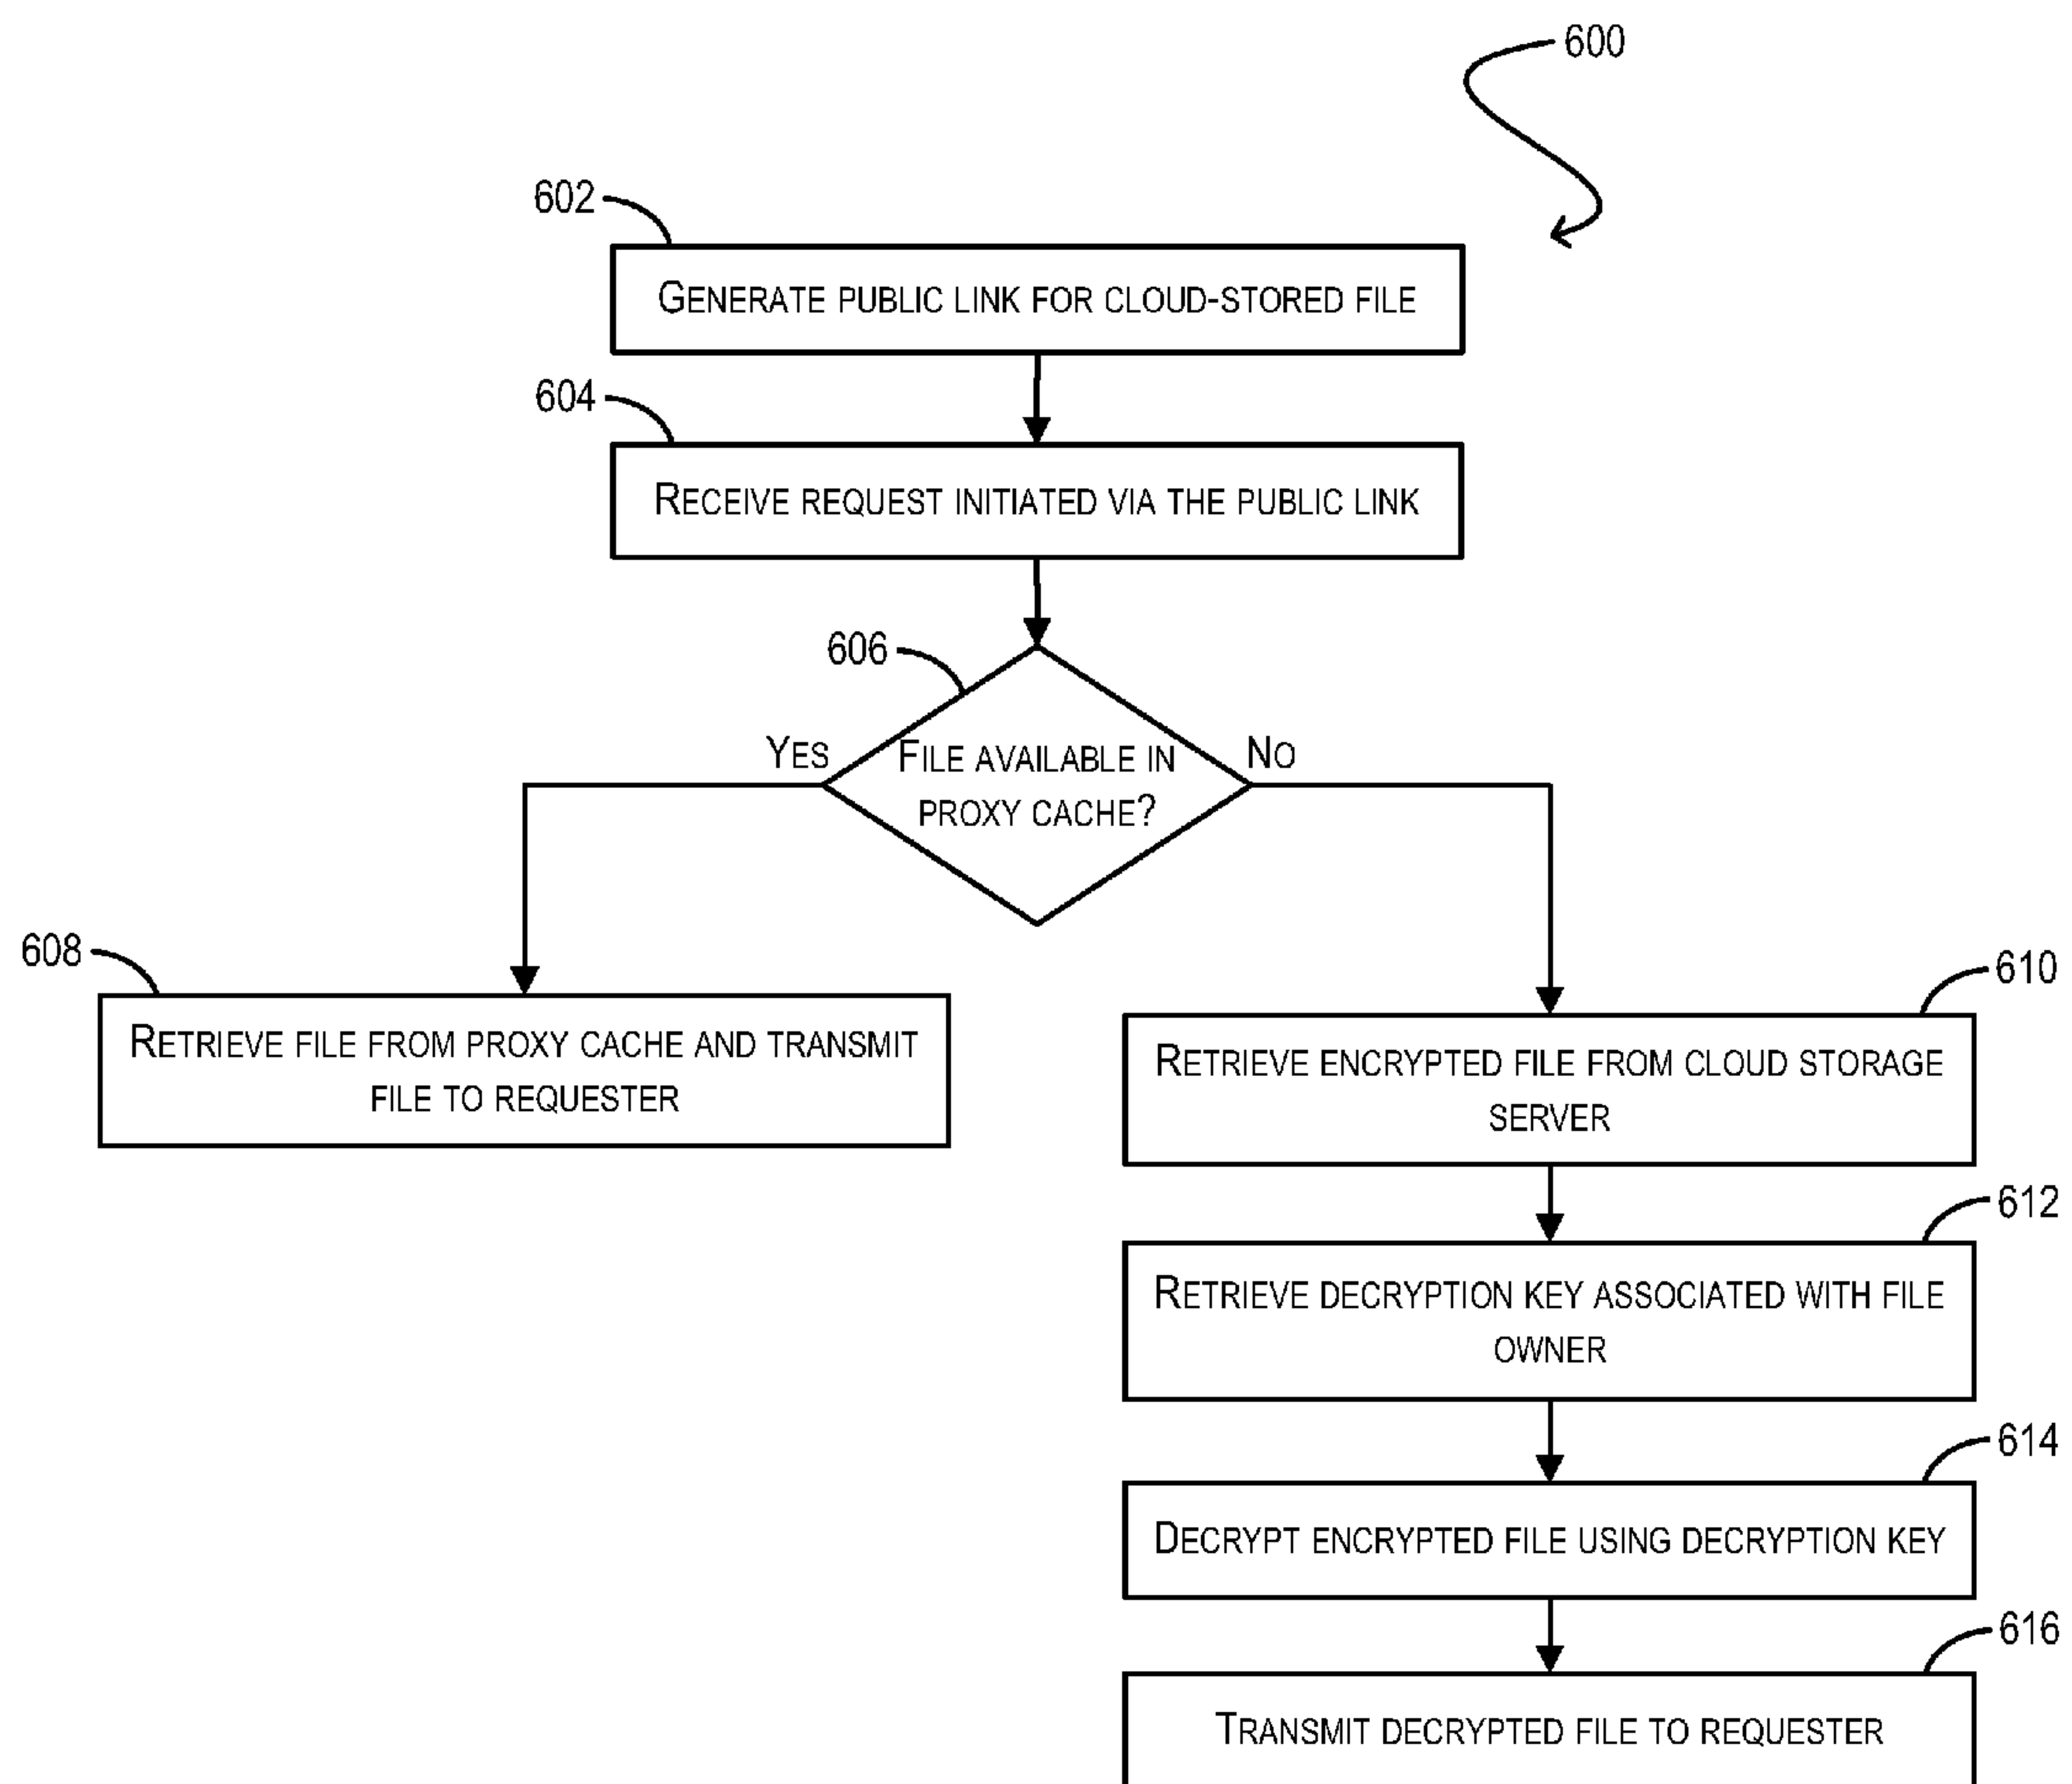 600
602
GENERATE PUBLIC LINK FOR CLOUD-STORED FILE
604
RECEIVE REQUEST INITIATED VIA THE PUBLIC LINK
606
YES
FILE AVAILABLE IN
PROXY CACHE?
NO
608
RETRIEVE FILE FROM PROXY CACHE AND TRANSMIT
FILE TO REQUESTER
610
RETRIEVE ENCRYPTED FILE FROM CLOUD STORAGE
SERVER
612
RETRIEVE DECRYPTION KEY ASSOCIATED WITH FILE
OWNER
614
DECRYPT ENCRYPTED FILE USING DECRYPTION KEY
616
TRANSMIT DECRYPTED FILE TO REQUESTER